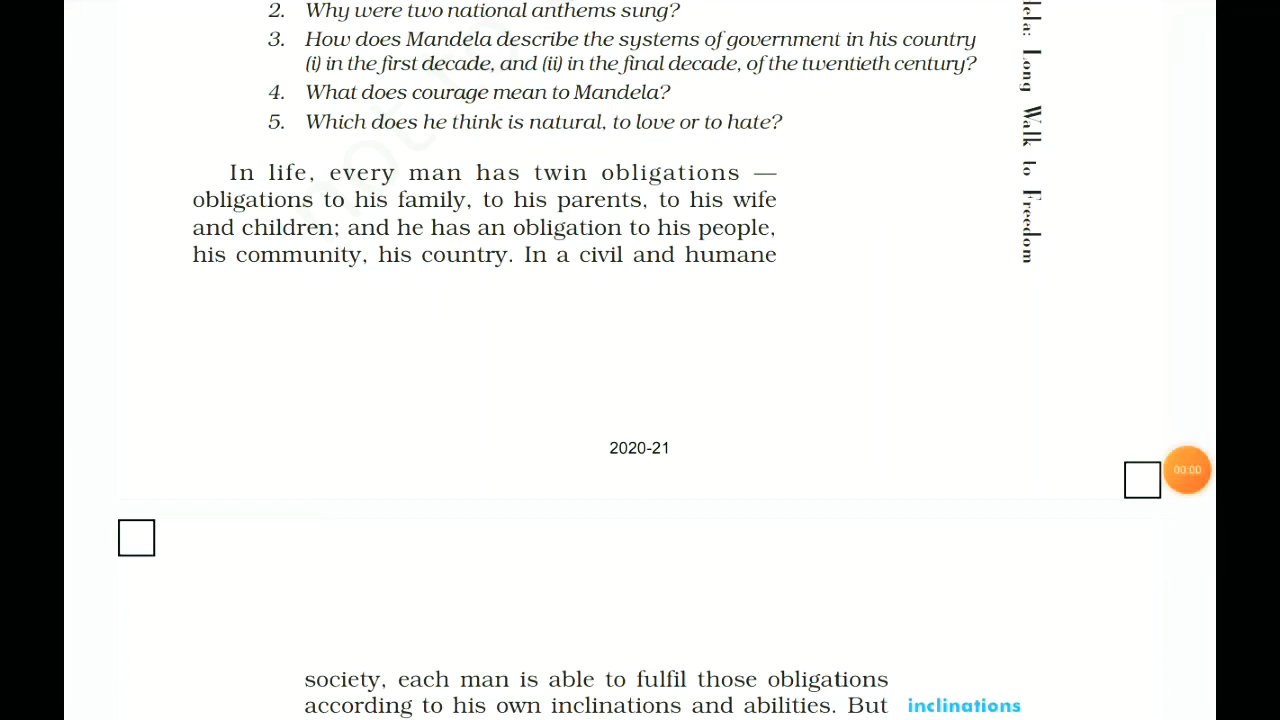 2. Why were two national anthems sung?
3. How does Mandela describe the systems of government in his country
(i) in the first decade, and (ii) in the final decade, of the twentieth century?
4. What does courage mean to Mandela?
5. Which does he think is natural, to love or to hate?
In life, every man has twin obligations —
obligations to his family, to his parents, to his wife
and children; and he has an obligation to his people,
his community, his country. In a civil and humane
Long Walk to Freedom
2020-21
00:00
society, each man is able to fulfil those obligations
according to his own inclinations and abilities. But
inclinations